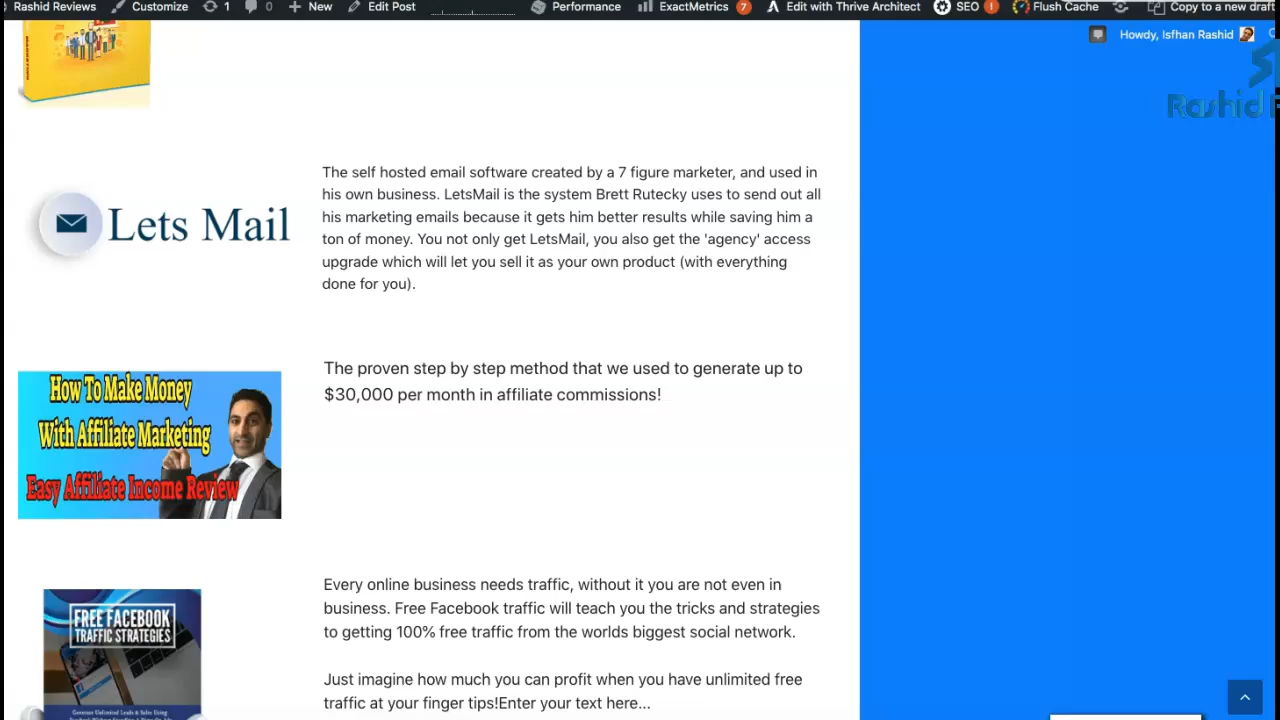 Rashid Reviews Customize 1 0 New Edit Post Performance ExactMetrics 7 Edit with Thrive Architect SEO ! Flush Cache Copy to a new draft
Howdy, Isfhan Rashid
Rashid
The self hosted email software created by a 7 figure marketer, and used in
his own business. LetsMail is the system Brett Rutecky uses to send out all
his marketing emails because it gets him better results while saving him a
ton of money. You not only get LetsMail, you also get the 'agency' access
upgrade which will let you sell it as your own product (with everything
done for you).
Lets Mail
The proven step by step method that we used to generate up to
$30,000 per month in affiliate commissions!
How To Make Money
With Affiliate Marketing
Easy Affiliate Income Review
Every online business needs traffic, without it you are not even in
business. Free Facebook traffic will teach you the tricks and strategies
to getting 100% free traffic from the worlds biggest social network.
Just imagine how much you can profit when you have unlimited free
traffic at your finger tips!Enter your text here...
FREE FACEBOOK
TRAFFIC STRATEGIES
Generate Unlimited Leads & Sales Using